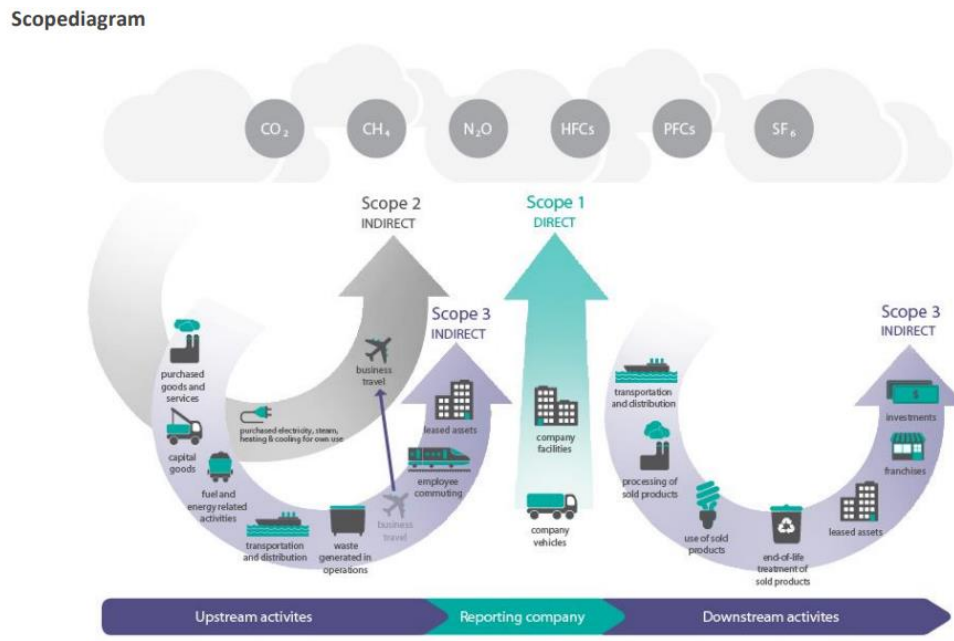 Scopediagram
CO₂
CH₄
N₂O
HFCs
PFCs
SF₆
Scope 2
INDIRECT
Scope 1
DIRECT
Scope 3
INDIRECT
Scope 3
INDIRECT
purchased
goods and
services
capital
goods
fuel and
energy related
activities
purchased electricity, steam,
heating & cooling for own use
business
travel
transportation
and distribution
waste
generated in
operations
business
travel
employee
commuting
leased assets
company
facilities
company
vehicles
transportation
and distribution
processing of
sold products
use of sold
products
end-of-life
treatment of
sold products
leased assets
franchises
investments
$
Upstream activites
Reporting company
Downstream activites